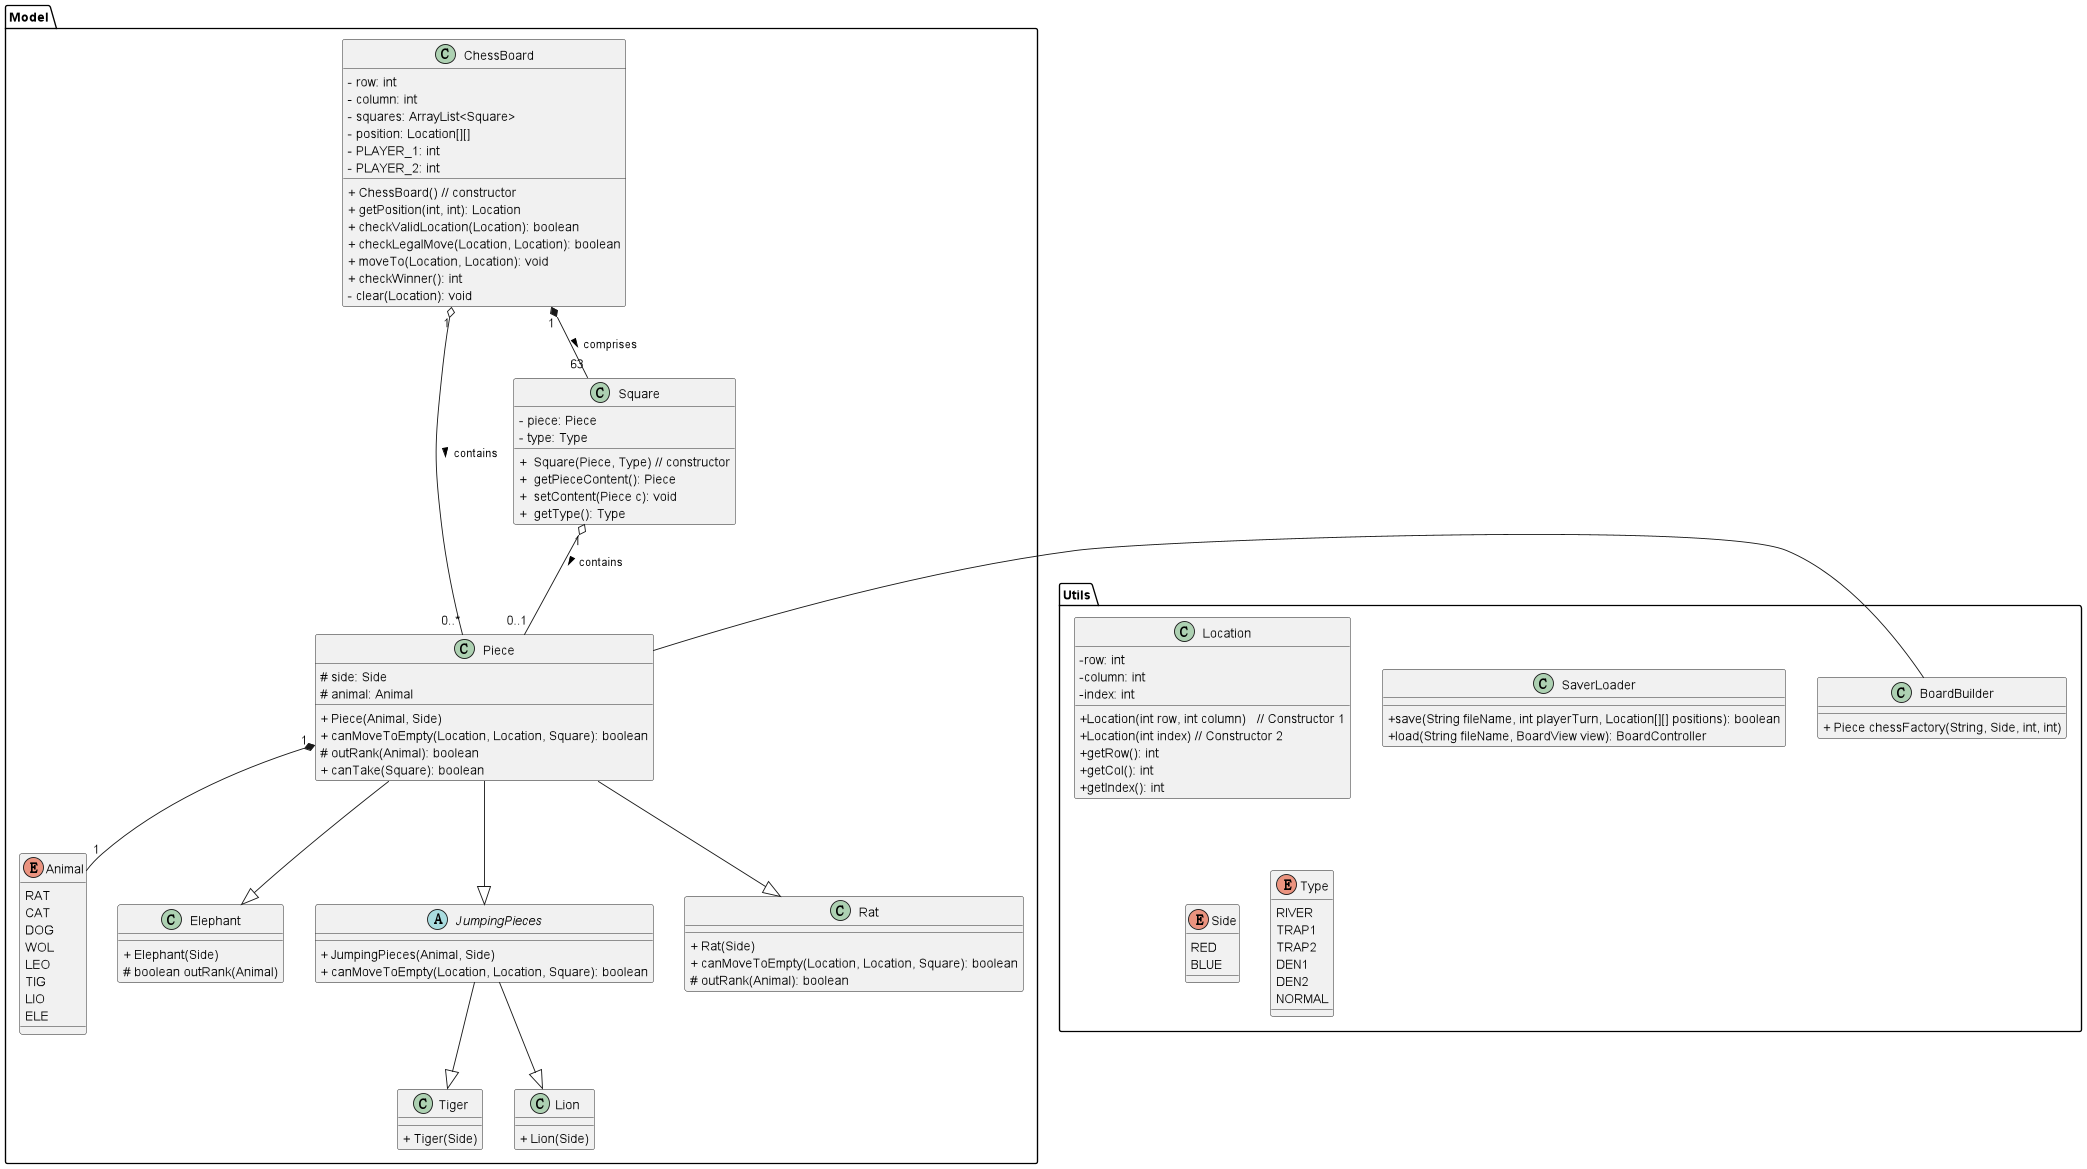 Model
C ChessBoard
- row: int
- column: int
- squares: ArrayList<Square>
- position: Location[][]
- PLAYER_1: int
- PLAYER_2: int
+ ChessBoard() // constructor
+ getPosition(int, int): Location
+ checkValidLocation(Location): boolean
+ checkLegalMove(Location, Location): boolean
+ moveTo(Location, Location): void
+ checkWinner(): int
- clear(Location): void
1
1
comprises
63
C Square
- piece: Piece
- type: Type
+ Square(Piece, Type) // constructor
+ getPieceContent(): Piece
+ setContent(Piece c): void
+ getType(): Type
contains
1
contains
0..*
0..1
C Piece
# side: Side
# animal: Animal
+ Piece(Animal, Side)
+ canMoveToEmpty(Location, Location, Square): boolean
# outRank(Animal): boolean
+ canTake(Square): boolean
1
1
E Animal
RAT
CAT
DOG
WOL
LEO
TIG
LIO
ELE
C Elephant
+ Elephant(Side)
# boolean outRank(Animal)
A JumpingPieces
+ JumpingPieces(Animal, Side)
+ canMoveToEmpty(Location, Location, Square): boolean
C Rat
+ Rat(Side)
+ canMoveToEmpty(Location, Location, Square): boolean
# outRank(Animal): boolean
C Tiger
+ Tiger(Side)
C Lion
+ Lion(Side)
Utils
C Location
-row: int
-column: int
-index: int
+Location(int row, int column) // Constructor 1
+Location(int index) // Constructor 2
+getRow(): int
+getCol(): int
+getIndex(): int
C SaverLoader
+save(String fileName, int playerTurn, Location[][] positions): boolean
+load(String fileName, BoardView view): BoardController
C BoardBuilder
+ Piece chessFactory(String, Side, int, int)
E Side
RED
BLUE
E Type
RIVER
TRAP1
TRAP2
DEN1
DEN2
NORMAL